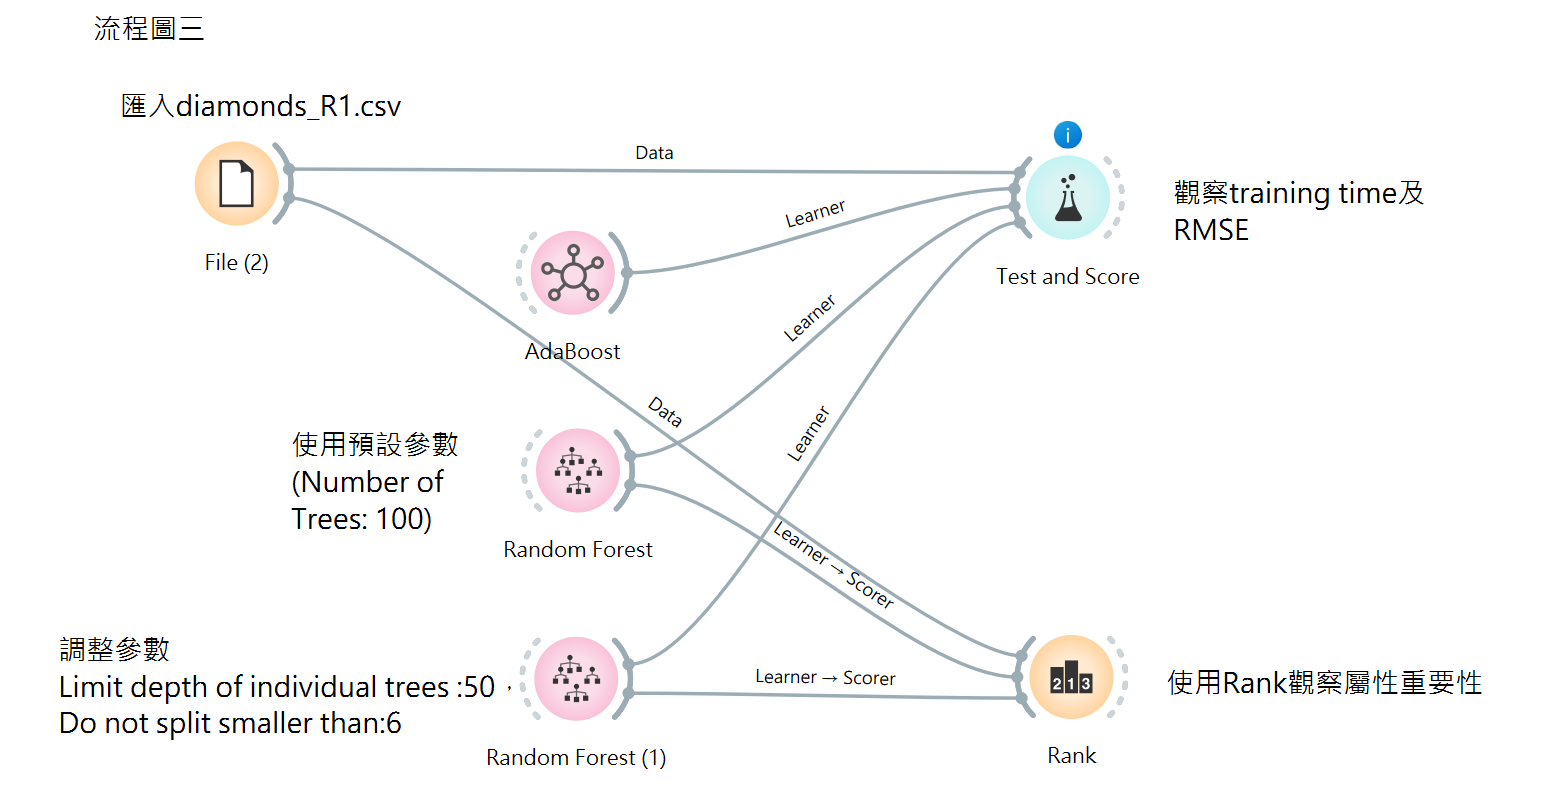 流程圖三
匯入diamonds_R1.csv
Data
i
Learner
觀察training time及
RMSE
File (2)
Test and Score
AdaBoost
Learner
Data
Learner
使用預設參數
(Number of
Trees: 100)
Random Forest
Learner → Scorer
調整參數
Limit depth of individual trees :50，
Do not split smaller than:6
Learner → Scorer
213
使用Rank觀察屬性重要性
Random Forest (1)
Rank